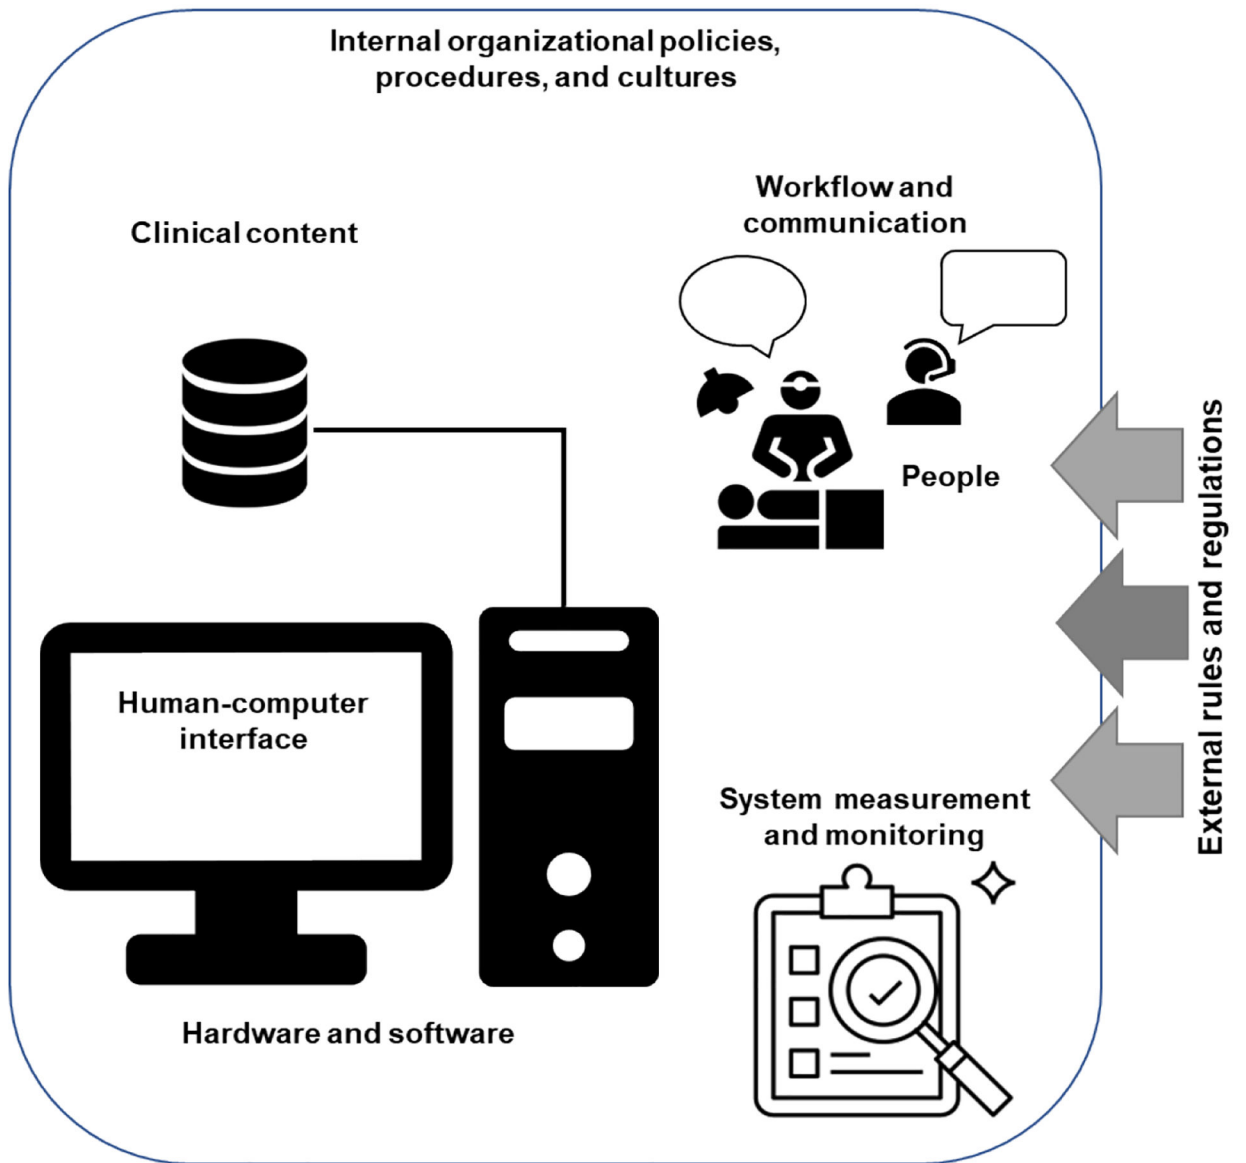 Internal organizational policies,
procedures, and cultures
Workflow and
communication
Clinical content
People
External rules and regulations
Human-computer
interface
System measurement
and monitoring
Hardware and software